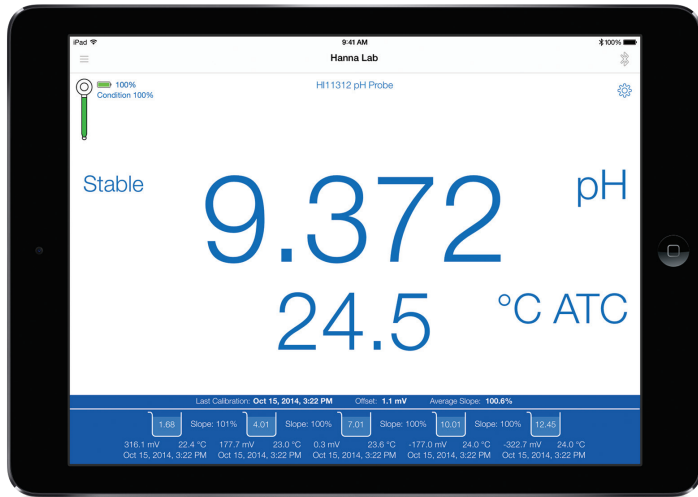 iPad 9:41 AM 100%
Hanna Lab
100%
Condition 100%
HI11312 pH Probe
Stable
9.372 pH
24.5 °C ATC
Last Calibration: Oct 15, 2014, 3:22 PM Offset: 1.1 mV Average Slope: 100.6%
1.68 Slope: 101% 4.01 Slope: 100% 7.01 Slope: 100% 10.01 Slope: 100% 12.45
316.1 mV 22.4 °C 177.7 mV 23.0 °C 0.3 mV 23.6 °C -177.0 mV 24.0 °C -322.7 mV 24.0 °C
Oct 15, 2014, 3:22 PM Oct 15, 2014, 3:22 PM Oct 15, 2014, 3:22 PM Oct 15, 2014, 3:22 PM Oct 15, 2014, 3:22 PM